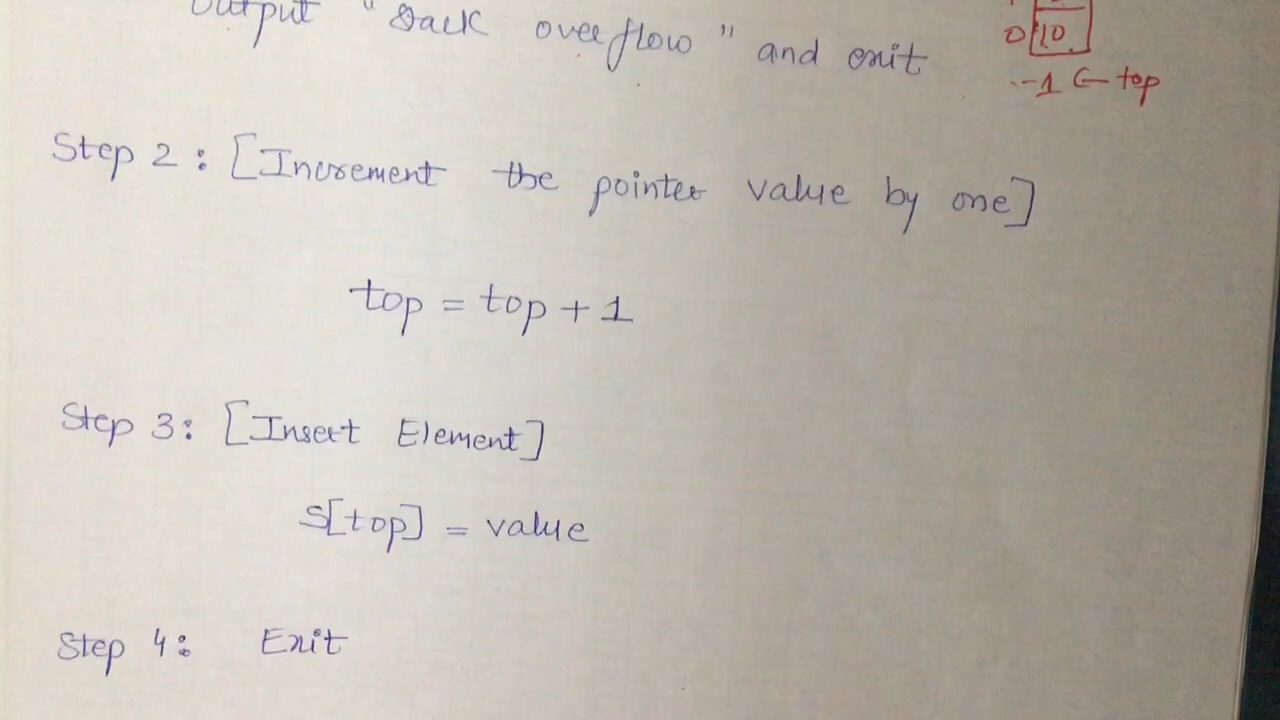 output "Stack overflow" and exit
0 10
-1 ← top
Step 2: [Increment the pointer value by one]
top = top + 1
Step 3: [Insert Element]
S[top] = value
Step 4: Exit